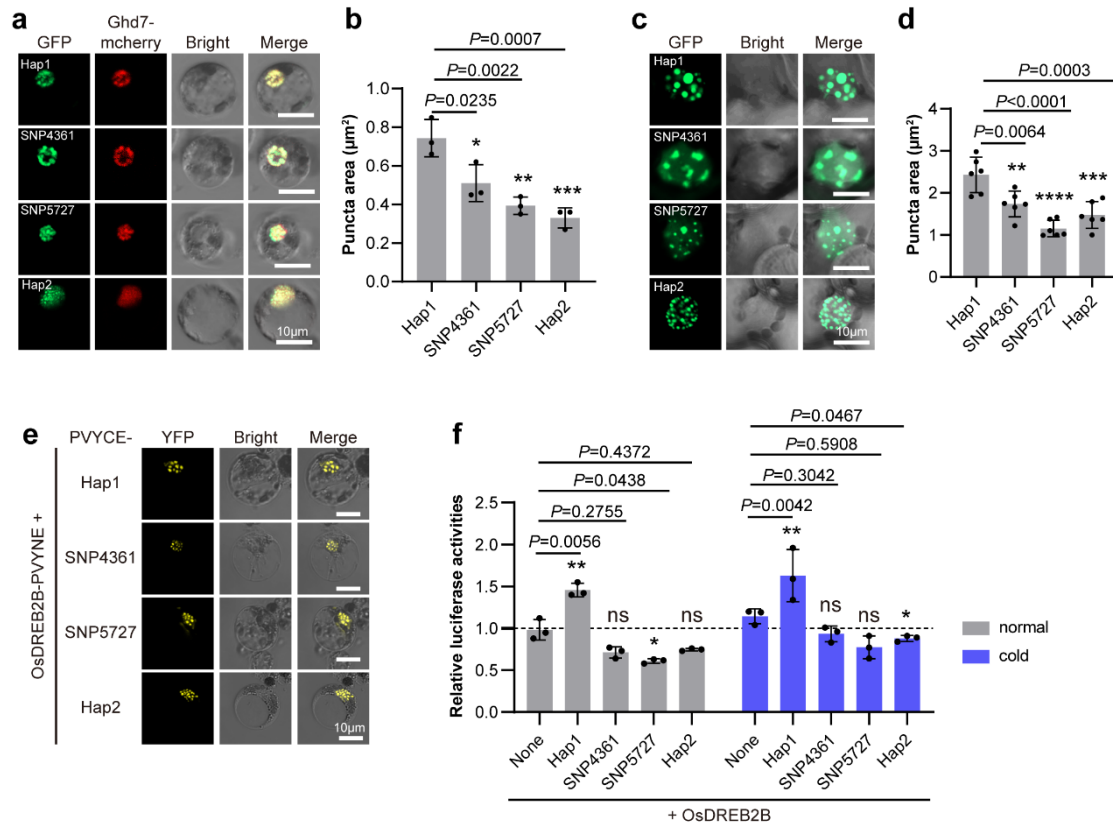 a
Ghd7-
GFP mcherry Bright Merge
Hap1
SNP4361
SNP5727
Hap2
10μm
b
P=0.0007
P=0.0022
P=0.0235
Puncta area (μm²)
1.0
0.8
0.6
0.4
0.2
0.0
*
**
***
Hap1
SNP4361
SNP5727
Hap2
c
GFP Bright Merge
Hap1
SNP4361
SNP5727
Hap2
10μm
d
P=0.0003
P<0.0001
P=0.0064
Puncta area (μm²)
4
3
2
1
0
**
****
***
Hap1
SNP4361
SNP5727
Hap2
e
PVYCE- YFP Bright Merge
OsDREB2B-PVYNE +
Hap1
SNP4361
SNP5727
Hap2
10μm
f
P=0.4372
P=0.0438
P=0.2755
P=0.0056
P=0.0467
P=0.5908
P=0.3042
P=0.0042
Relative luciferase activities
2.5
2.0
1.5
1.0
0.5
0.0
**
ns
*
ns
**
ns
ns
*
None
Hap1
SNP4361
SNP5727
Hap2
None
Hap1
SNP4361
SNP5727
Hap2
+ OsDREB2B
normal
cold